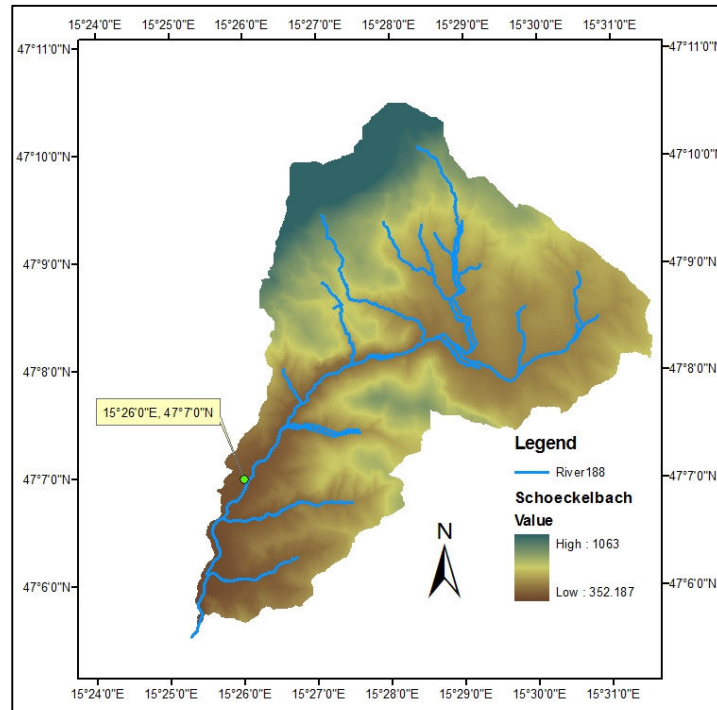 15°24'0"E 15°25'0"E 15°26'0"E 15°27'0"E 15°28'0"E 15°29'0"E 15°30'0"E 15°31'0"E
47°11'0"N 47°11'0"N
47°10'0"N 47°10'0"N
47°9'0"N 47°9'0"N
47°8'0"N 47°8'0"N
15°26'0"E, 47°7'0"N
Legend
River188
47°7'0"N 47°7'0"N
Schoeckelbach
Value
N
High : 1063
Low : 352.187
47°6'0"N 47°6'0"N
15°24'0"E 15°25'0"E 15°26'0"E 15°27'0"E 15°28'0"E 15°29'0"E 15°30'0"E 15°31'0"E